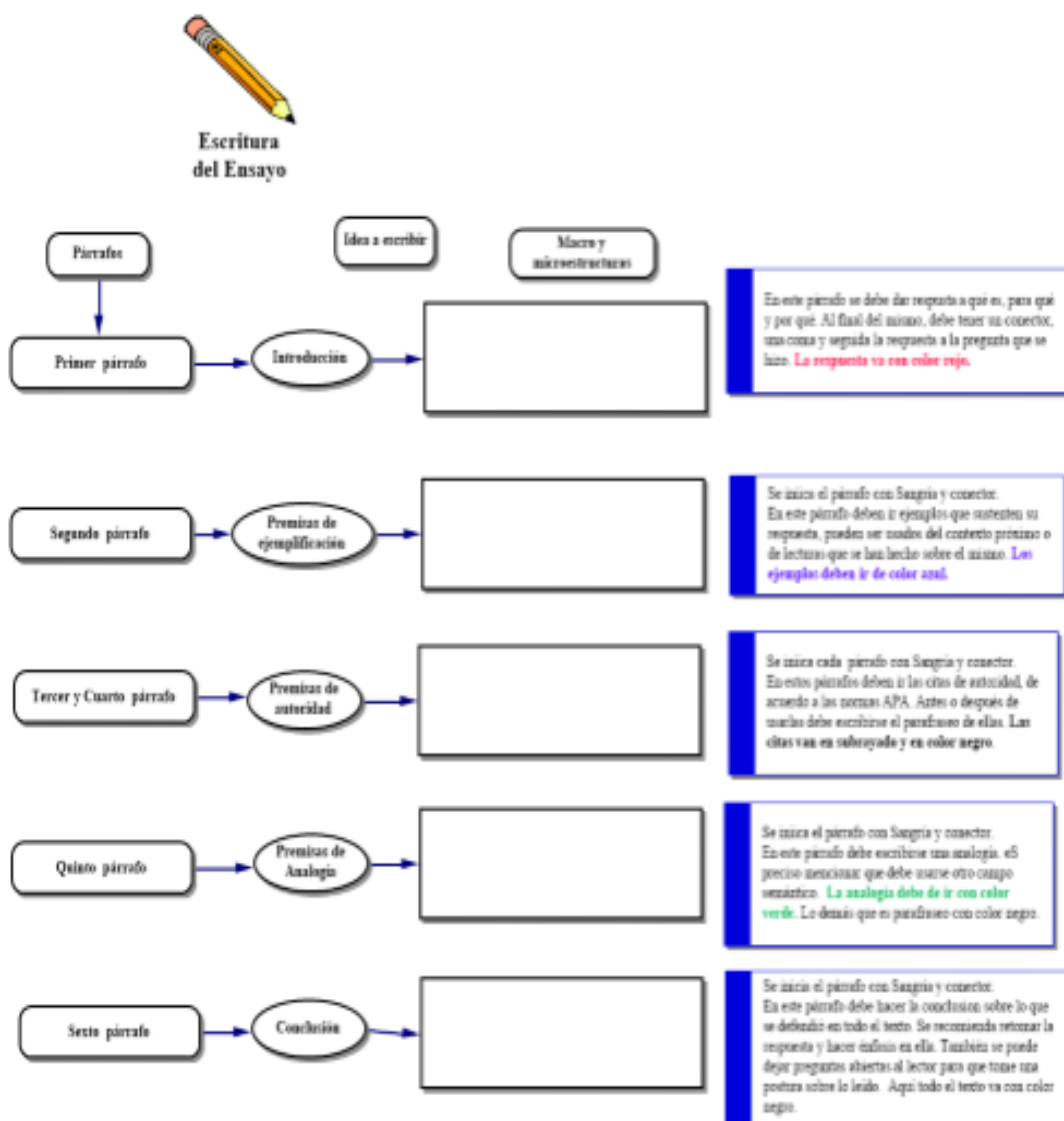 Escritura
del Ensayo
Párrafos
Idea a escribir
Macro y
microestructuras
Primer párrafo
Introducción
En este párrafo se debe dar respusta a qué es, para qué
y por qué. Al final del mismo, debe tener un conector,
una coma y seguida la respuesta a la pregunta que se
hizo. La respuesta va con color rojo.
Segundo párrafo
Premizas de
ejemplificación
Se inica el párrafo con Sangría y conector.
En este párrafo deben ir ejemplos que sustenten su
respuesta, pueden ser usados del contexto próximo o
de lecturas que se han hecho sobre el mismo. Los
ejemplos deben ir de color azul.
Tercer y Cuarto párrafo
Premizas de
autoridad
Se inica cada párrafo con Sangría y conector.
En estos párrafos deben ir las citas de autoridad, de
acuerdo a las normas APA. Antes o después de
usarlas debe escribirse el parafraseo de ellas. Las
citas van en subrayado y en color negro.
Quinto párrafo
Premizas de
Analogía
Se inica el párrafo con Sangría y conector.
En este párrafo debe escribirse una analogía. eS
preciso mencionar que debe usarse otro campo
semántico. La analogía debe de ir con color
verde. Lo demás que es parafraseo con color negro.
Sexto párrafo
Conclusión
Se inicia el párrafo con Sangría y conector.
En este párrafo debe hacer la conclusion sobre lo que
se defendió en todo el texto. Se recomienda retomar la
respuesta y hacer énfasis en ella. También se puede
dejar preguntas abiertas al lector para que tome una
postura sobre lo leído. Aquí todo el texto va con color
negro.